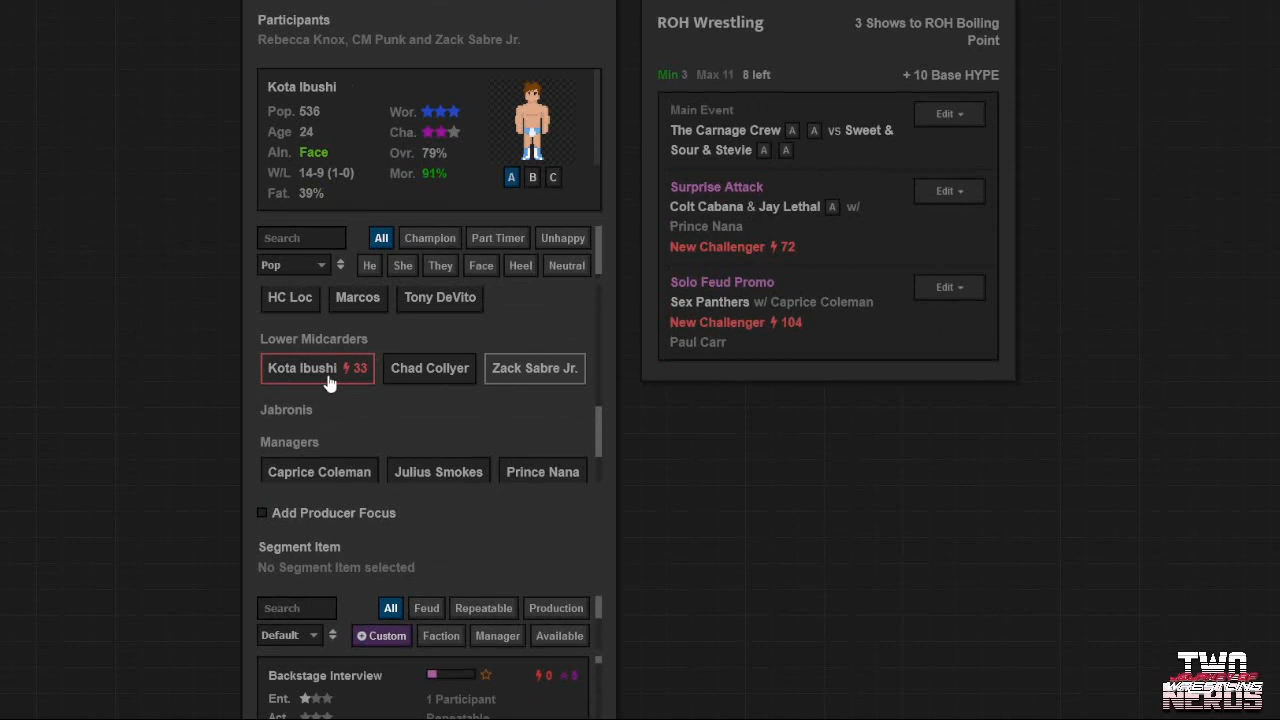 Participants
Rebecca Knox, CM Punk and Zack Sabre Jr.
Kota Ibushi
Pop. 536
Age 24
Aln. Face
W/L 14-9 (1-0)
Fat. 39%
Wor.
Cha.
Ovr. 79%
Mor. 91%
A B C
Search
All Champion Part Timer Unhappy
Pop He She They Face Heel Neutral
HC Loc Marcos Tony DeVito
Lower Midcarders
Kota Ibushi 33 Chad Collyer Zack Sabre Jr.
Jabronis
Managers
Caprice Coleman Julius Smokes Prince Nana
Add Producer Focus
Segment Item
No Segment Item selected
Search
All Feud Repeatable Production
Default Custom Faction Manager Available
Backstage Interview 0
Ent. 1 Participant
Act. Repeatable
ROH Wrestling
3 Shows to ROH Boiling
Point
Min 3 Max 11 8 left
+ 10 Base HYPE
Main Event
The Carnage Crew A A vs Sweet &
Sour & Stevie A A
Edit
Surprise Attack
Colt Cabana & Jay Lethal A w/
Prince Nana
New Challenger 72
Edit
Solo Feud Promo
Sex Panthers w/ Caprice Coleman
New Challenger 104
Paul Carr
Edit
TWO
WRESTLING
NERDS